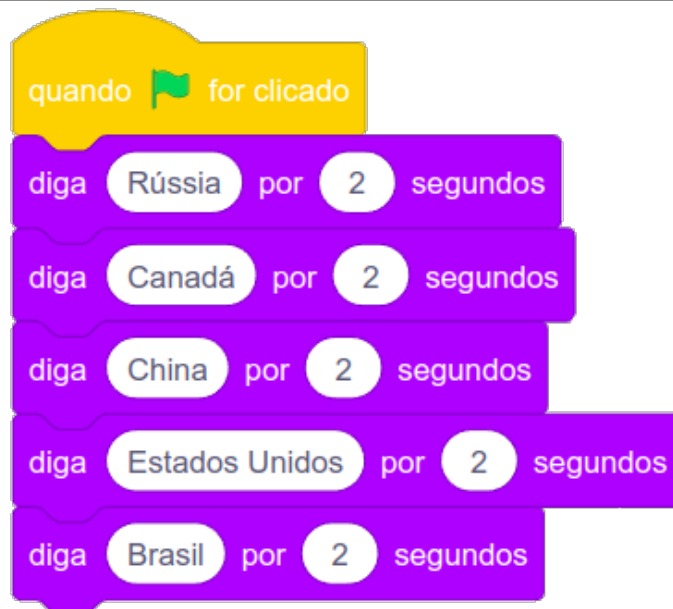 quando for clicado
diga Rússia por 2 segundos
diga Canadá por 2 segundos
diga China por 2 segundos
diga Estados Unidos por 2 segundos
diga Brasil por 2 segundos